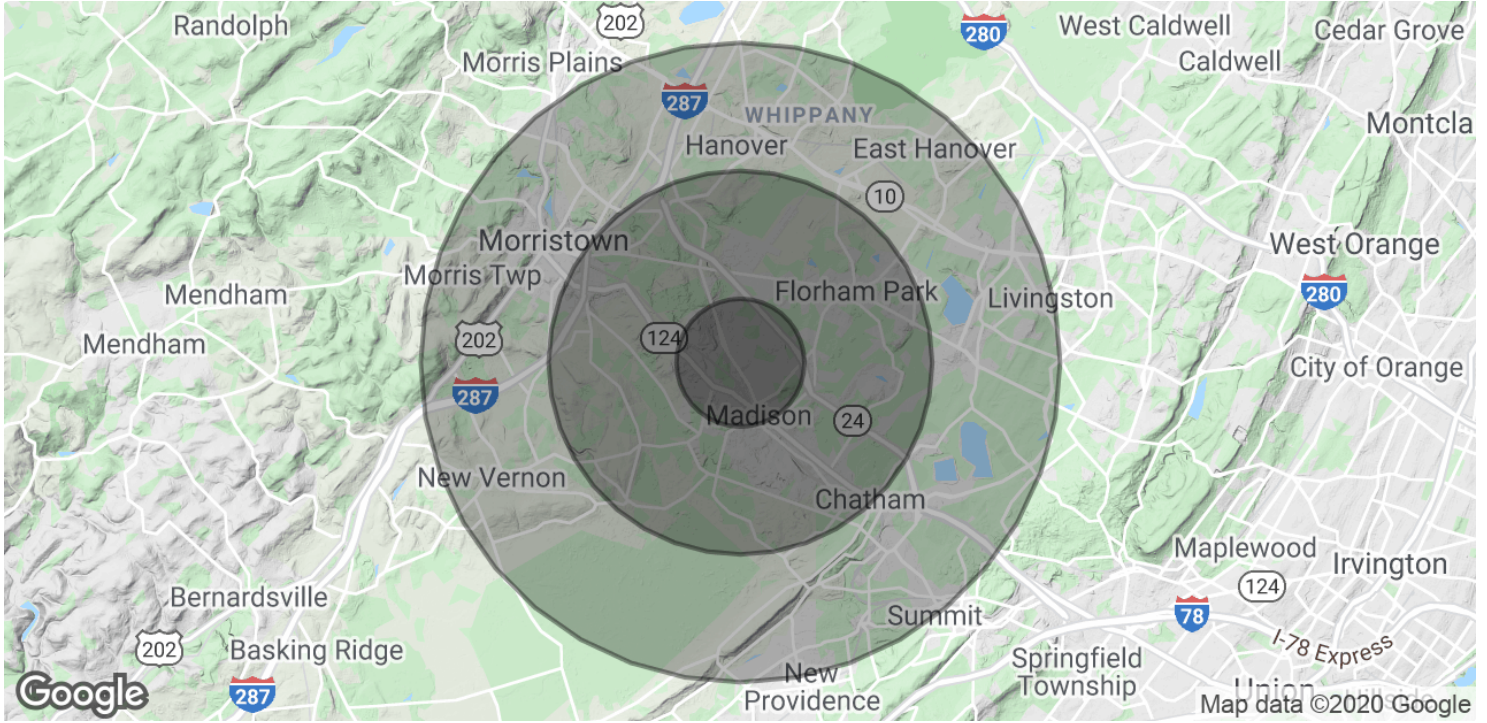 Randolph
202
280
West Caldwell
Cedar Grove
Morris Plains
Caldwell
287
WHIPPANY
Montcla
Hanover
East Hanover
10
Morristown
West Orange
Morris Twp
Mendham
Florham Park
Livingston
280
124
202
Mendham
City of Orange
287
Madison
24
New Vernon
Chatham
Maplewood
Irvington
124
Bernardsville
Summit
78
202
Basking Ridge
I-78 Express
Springfield
Township
New
Providence
287
Google
Union
Hillside
Map data ©2020 Google